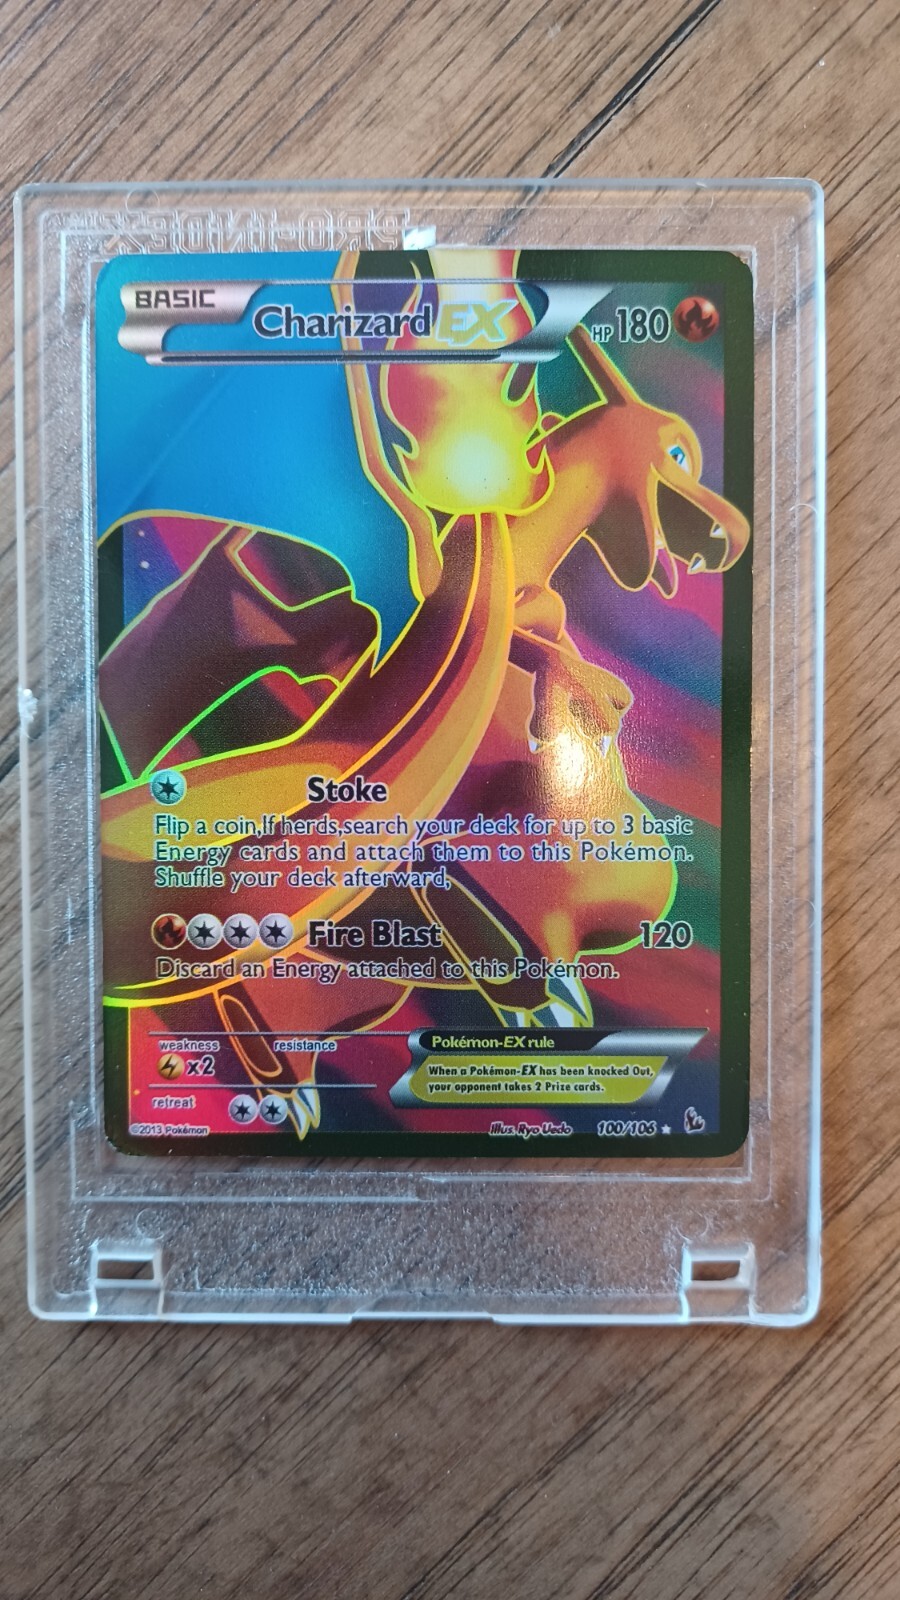 PRO-INDEX
BASIC
Charizard EX
HP 180
Stoke
Flip a coin,If herds,search your deck for up to 3 basic
Energy cards and attach them to this Pokémon.
Shuffle your deck afterward,
Fire Blast 120
Discard an Energy attached to this Pokémon.
weakness resistance
x2
retreat
Pokémon-EX rule
When a Pokémon-EX has been knocked Out,
your opponent takes 2 Prize cards.
©2013 Pokémon
illus. Ryo Uedo 100/106